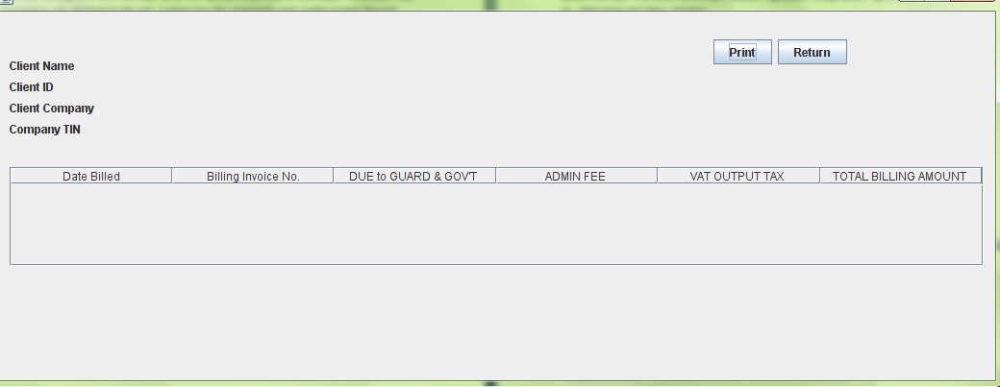 Print Return
Client Name
Client ID
Client Company
Company TIN
Date Billed Billing Invoice No. DUE to GUARD & GOV'T ADMIN FEE VAT OUTPUT TAX TOTAL BILLING AMOUNT